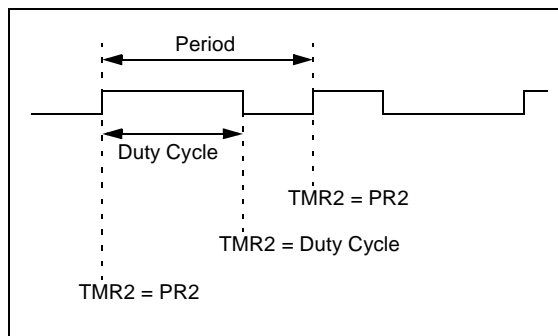 Period
Duty Cycle
TMR2 = PR2
TMR2 = Duty Cycle
TMR2 = PR2